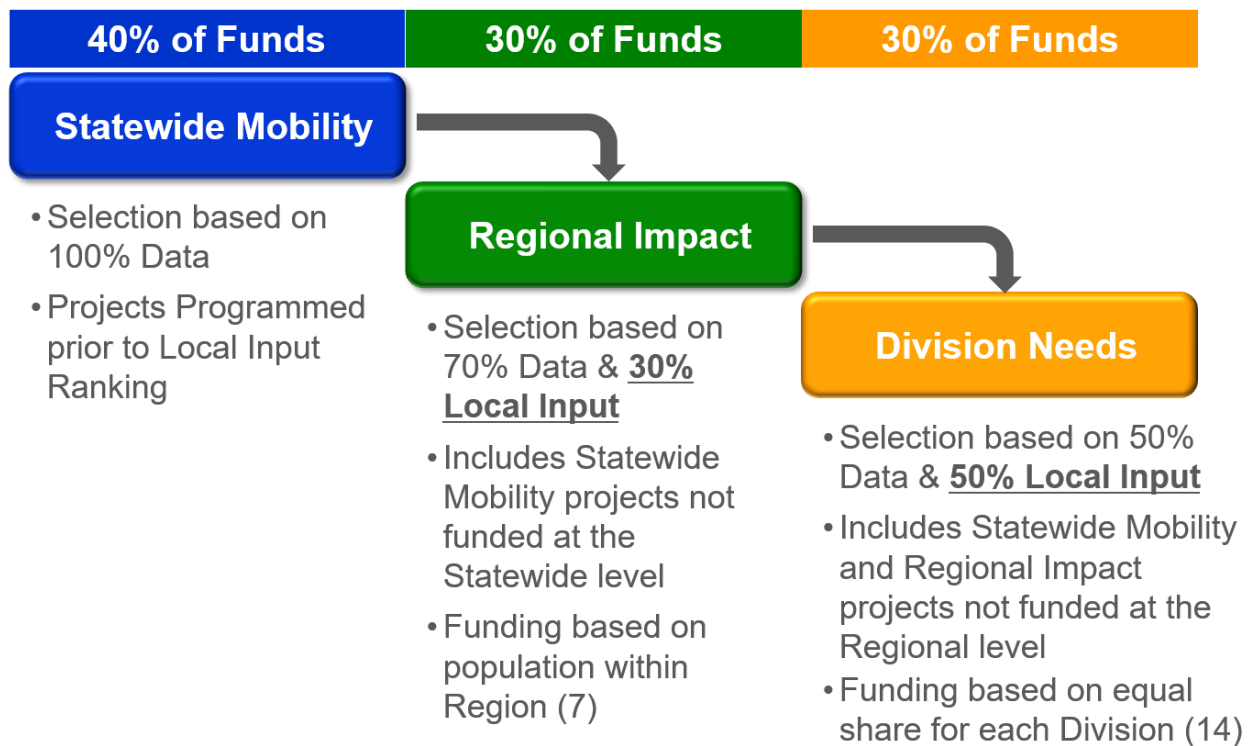 40% of Funds
30% of Funds
30% of Funds
Statewide Mobility
• Selection based on
100% Data
• Projects Programmed
prior to Local Input
Ranking
Regional Impact
• Selection based on
70% Data & 30%
Local Input
• Includes Statewide
Mobility projects not
funded at the
Statewide level
• Funding based on
population within
Region (7)
Division Needs
• Selection based on 50%
Data & 50% Local Input
• Includes Statewide Mobility
and Regional Impact
projects not funded at the
Regional level
• Funding based on equal
share for each Division (14)